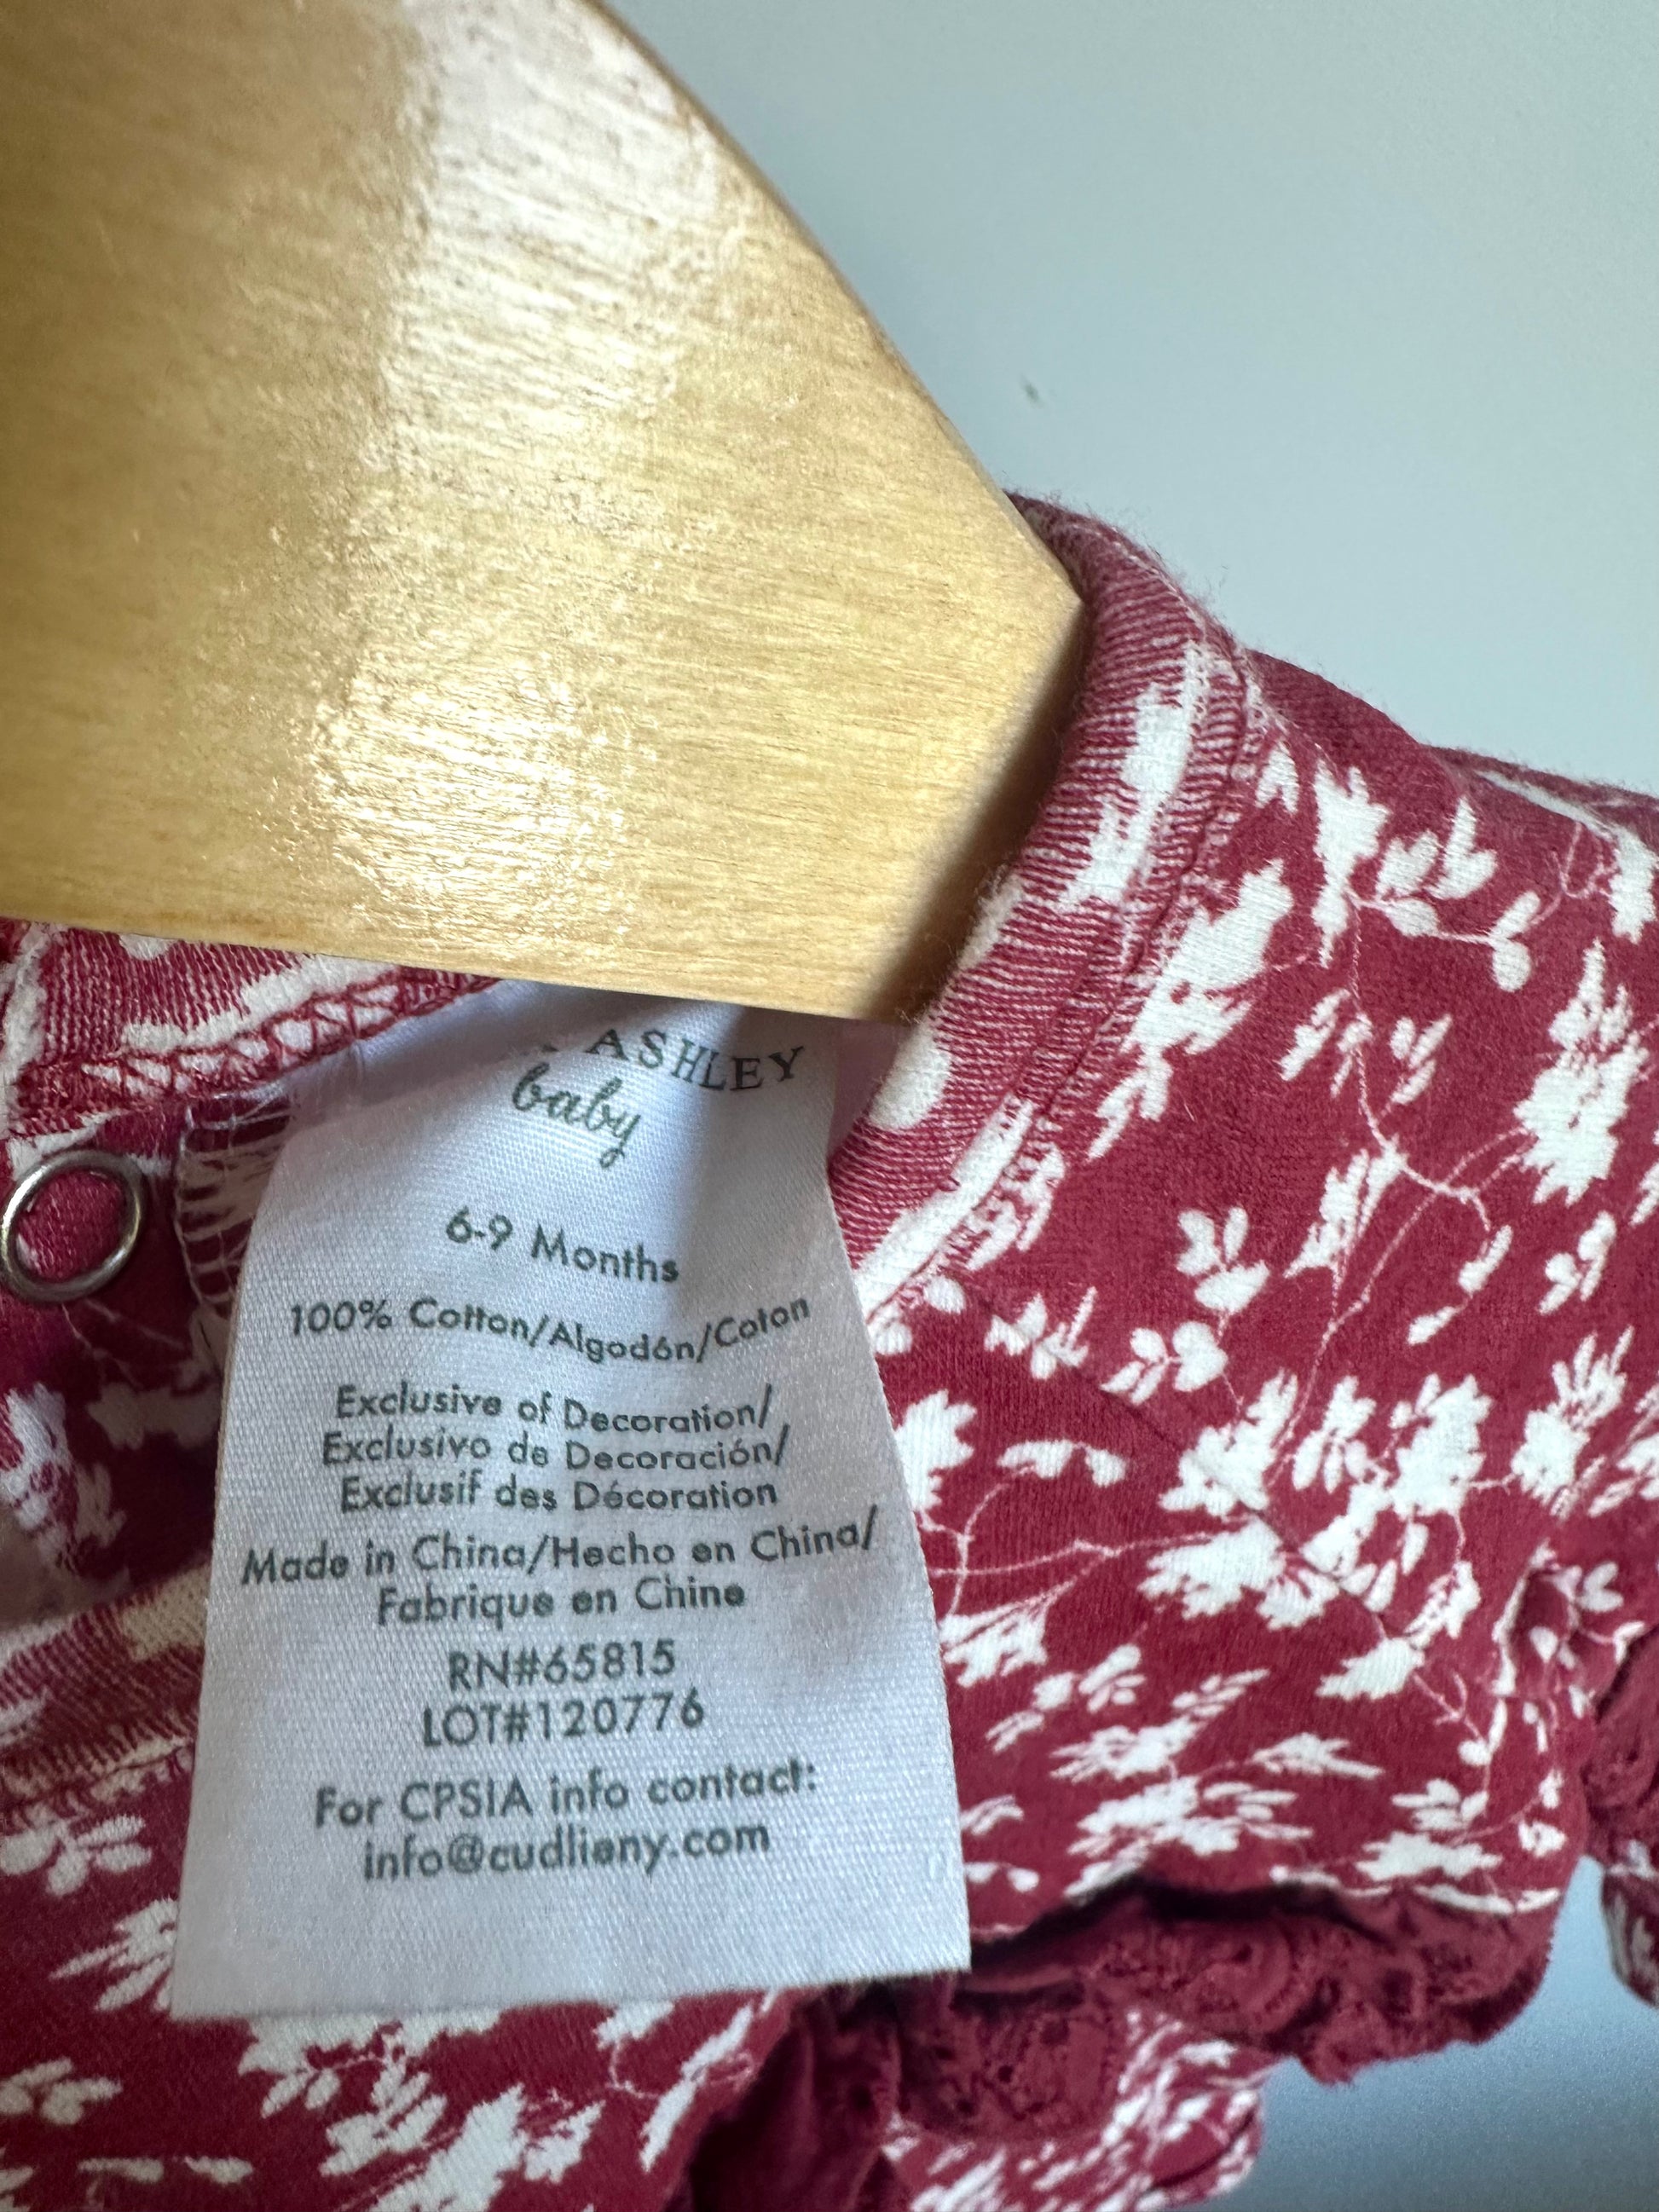 ASHLEY
baby
6-9 Months
100% Cotton/Algodón/Coton
Exclusive of Decoration/
Exclusivo de Decoración/
Exclusif des Décoration
Made in China/Hecho en China/
Fabrique en Chine
RN#65815
LOT#120776
For CPSIA info contact:
info@cudlieny.com